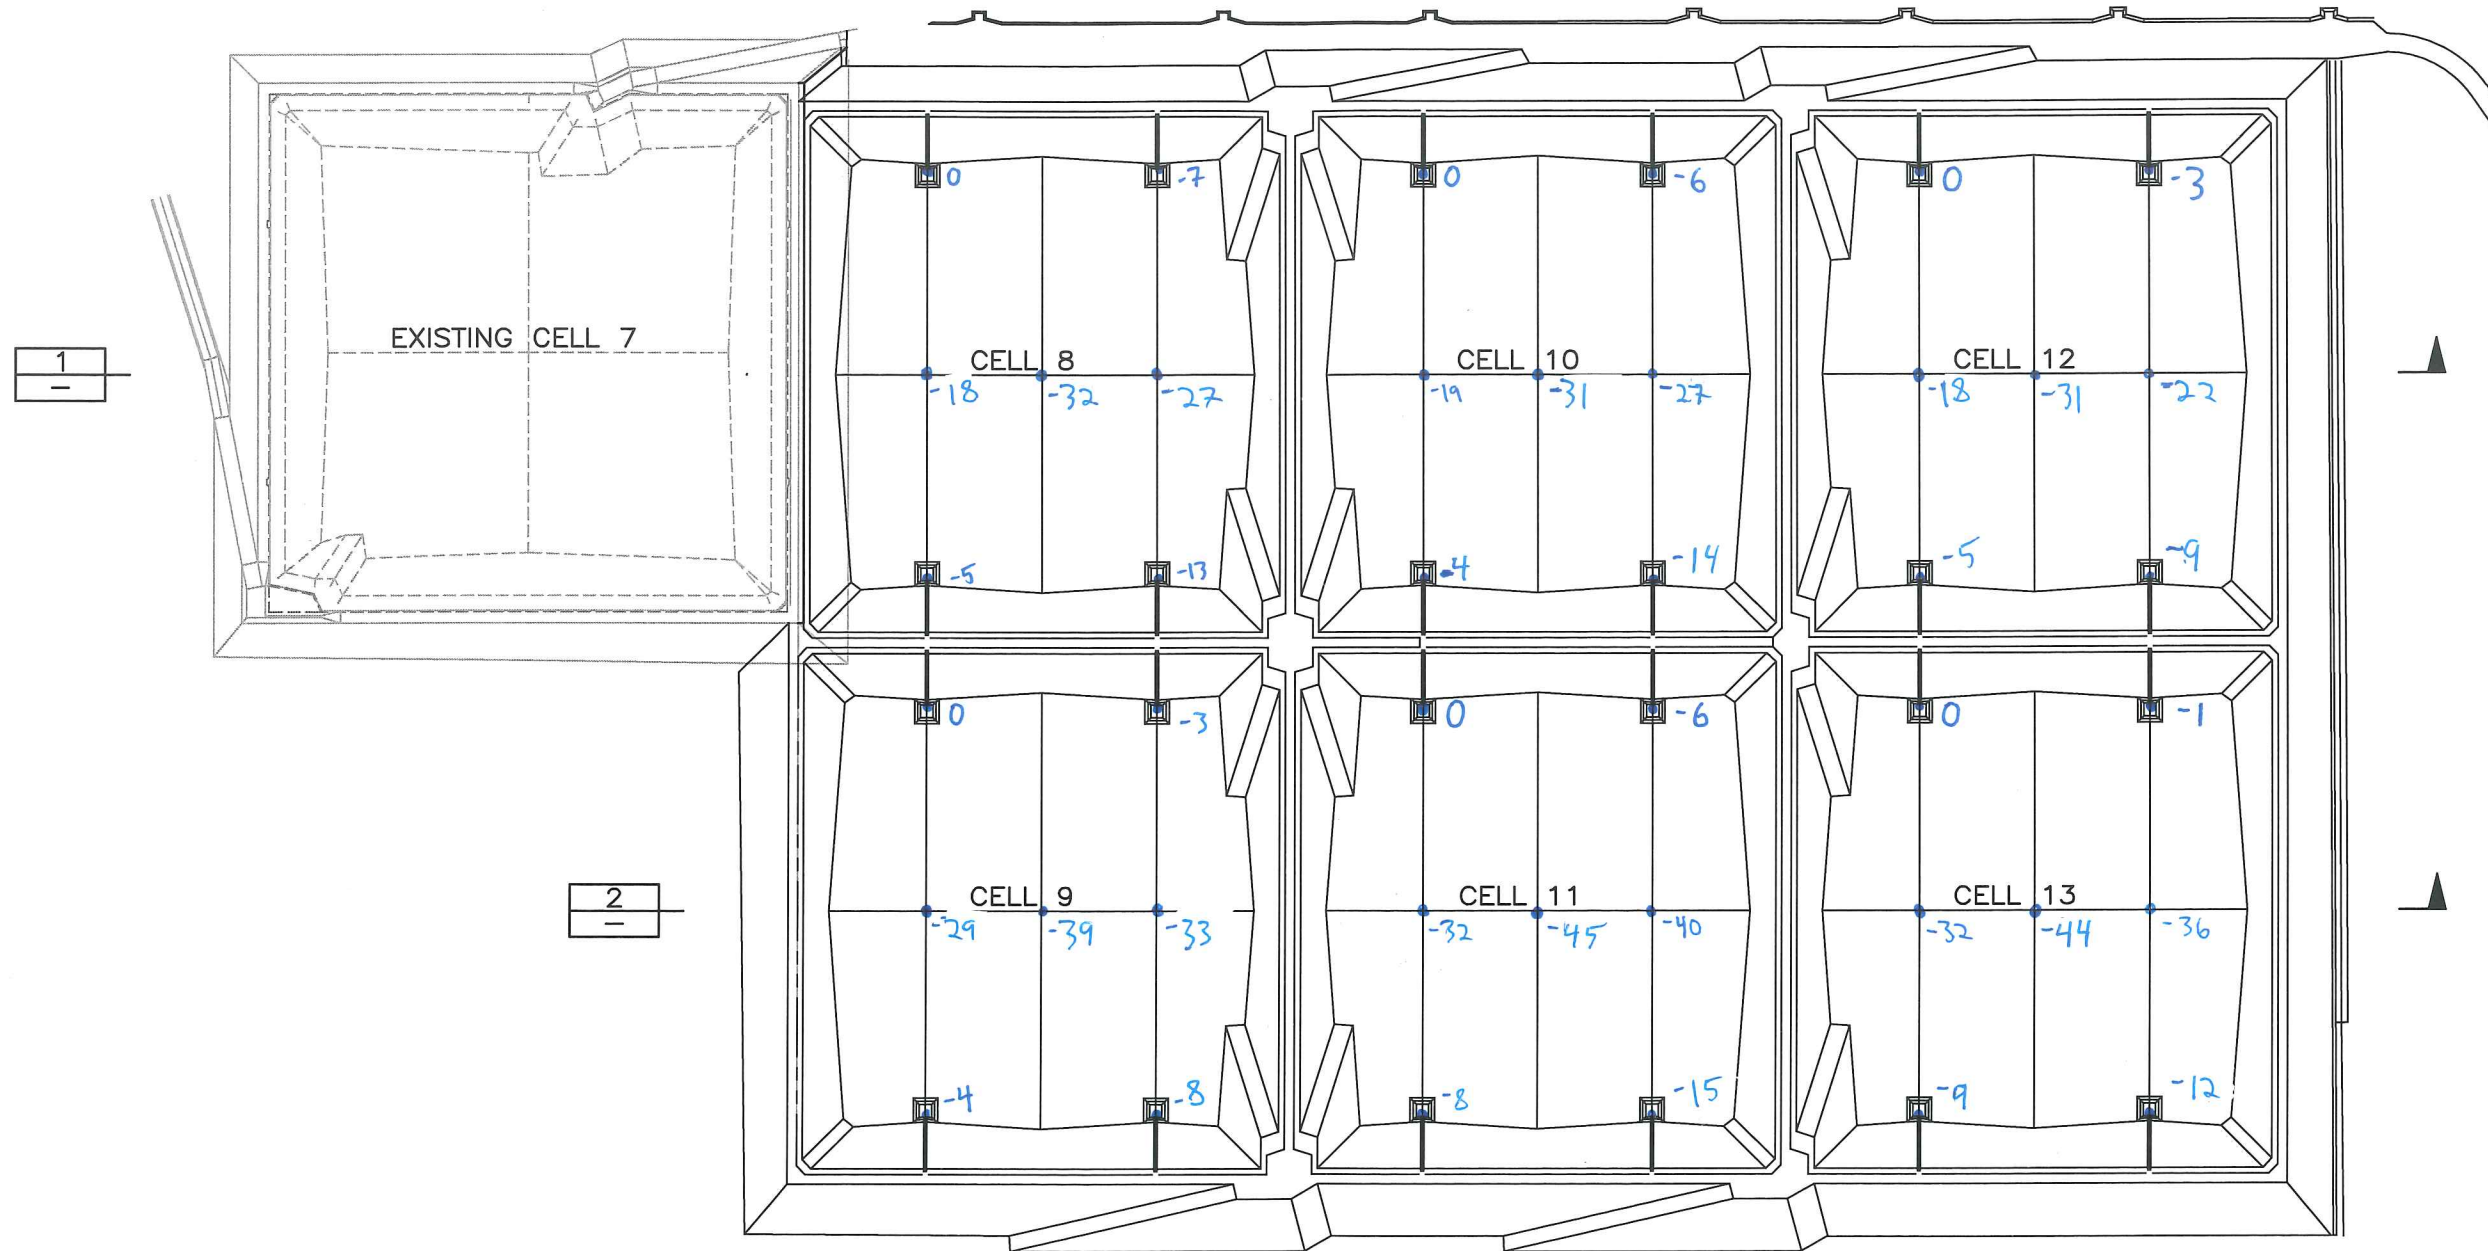 0 -7 0 -6 0 -3
EXISTING CELL 7
1
–
CELL 8 CELL 10 CELL 12
-18 -32 -27 -19 -31 -27 -18 -31 -22
-5 -13 -4 -14 -5 -9
0 -3 0 -6 0 -1
2
–
CELL 9 CELL 11 CELL 13
-29 -39 -33 -32 -45 -40 -32 -44 -36
-4 -8 -8 -15 -9 -12